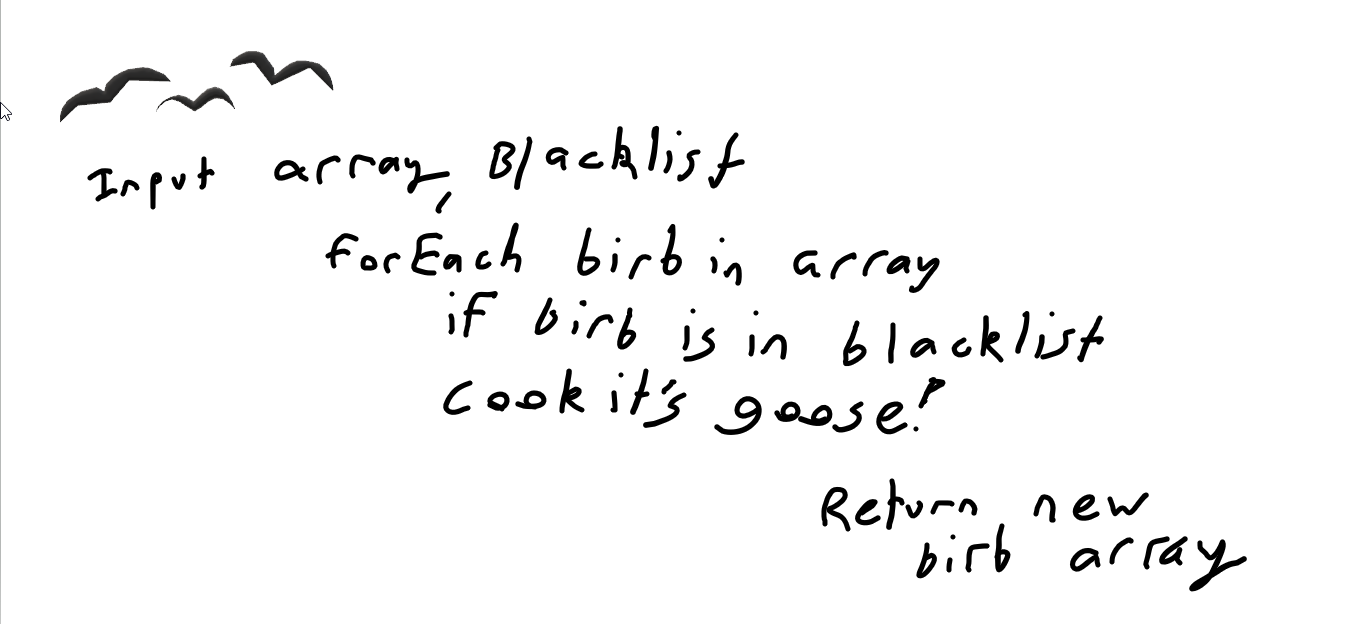 Input array, Blacklist
forEach birb in array
if birb is in blacklist
cook it's goose!
Return new
birb array